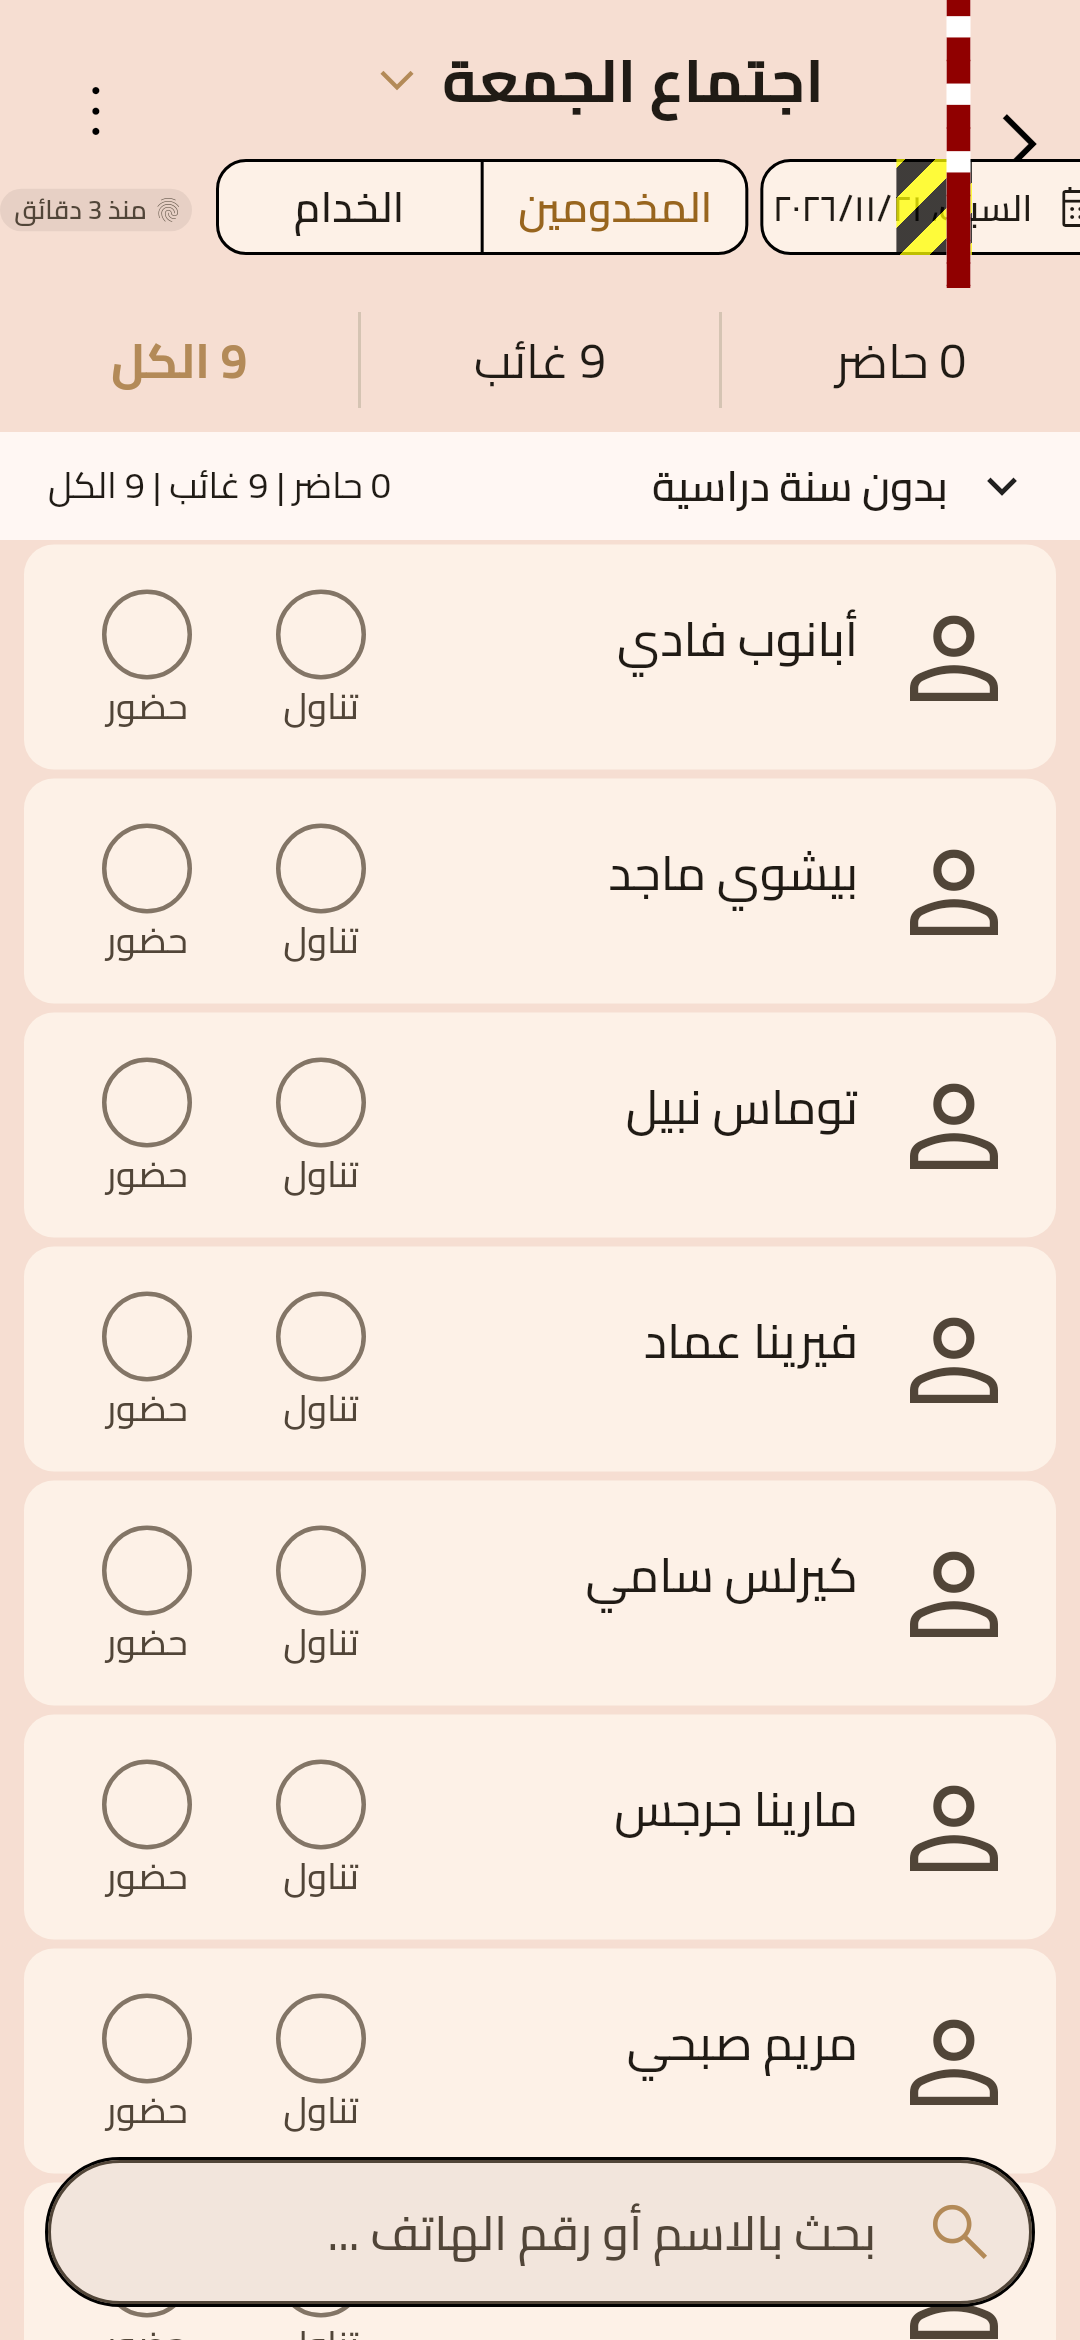 اجتماع الجمعة
٢٠٢٦/١١/٢١
المخدومين
الخدام
منذ 3 دقائق
0 حاضر
9 غائب
9 الكل
بدون سنة دراسية
0 حاضر | 9 غائب | 9 الكل
أبانوب فادي
تناول
حضور
بيشوي ماجد
تناول
حضور
توماس نبيل
تناول
حضور
فيرينا عماد
تناول
حضور
كيرلس سامي
تناول
حضور
مارينا جرجس
تناول
حضور
مريم صبحي
تناول
حضور
بحث بالاسم أو رقم الهاتف ...